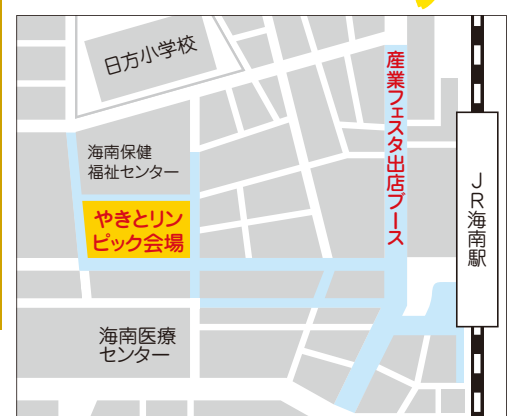 日方小学校
産業フェスタ出店ブース
海南保健
福祉センター
JR海南駅
やきとリン
ピック会場
海南医療
センター